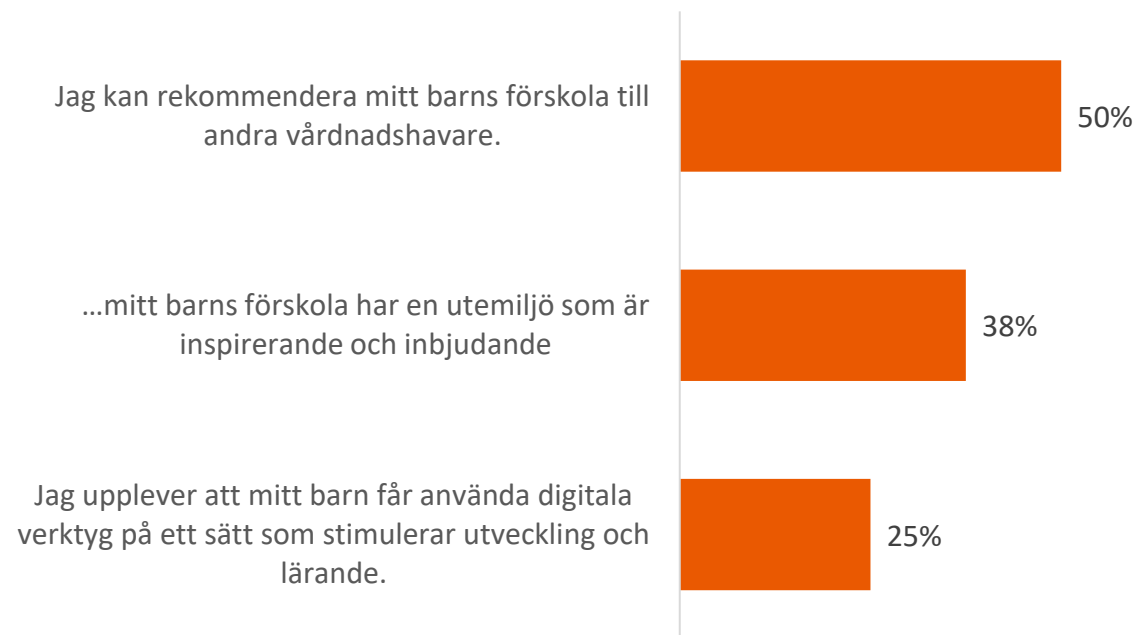 Jag kan rekommendera mitt barns förskola till
andra vårdnadshavare.
50%
...mitt barns förskola har en utemiljö som är
inspirerande och inbjudande
38%
Jag upplever att mitt barn får använda digitala
verktyg på ett sätt som stimulerar utveckling och
lärande.
25%